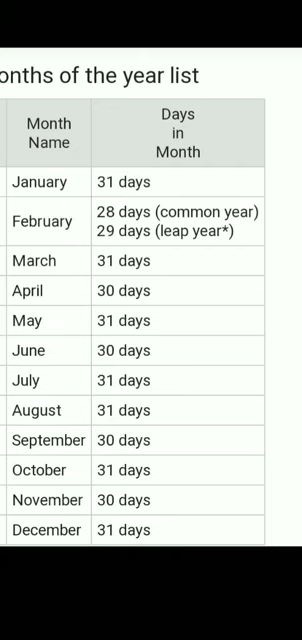 onths of the year list
Month
Name
Days
in
Month
January 31 days
February 28 days (common year)
29 days (leap year*)
March 31 days
April 30 days
May 31 days
June 30 days
July 31 days
August 31 days
September 30 days
October 31 days
November 30 days
December 31 days